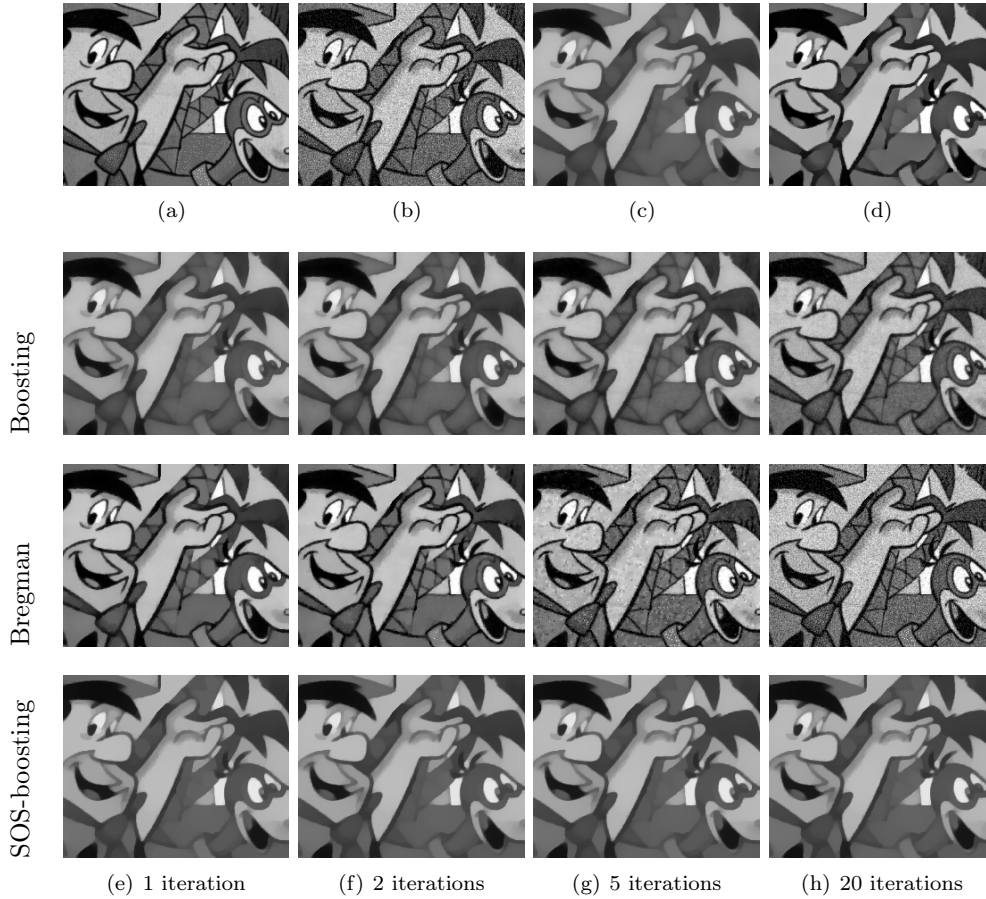 (a)
(b)
(c)
(d)
Boosting
Bregman
SOS-boosting
(e) 1 iteration
(f) 2 iterations
(g) 5 iterations
(h) 20 iterations